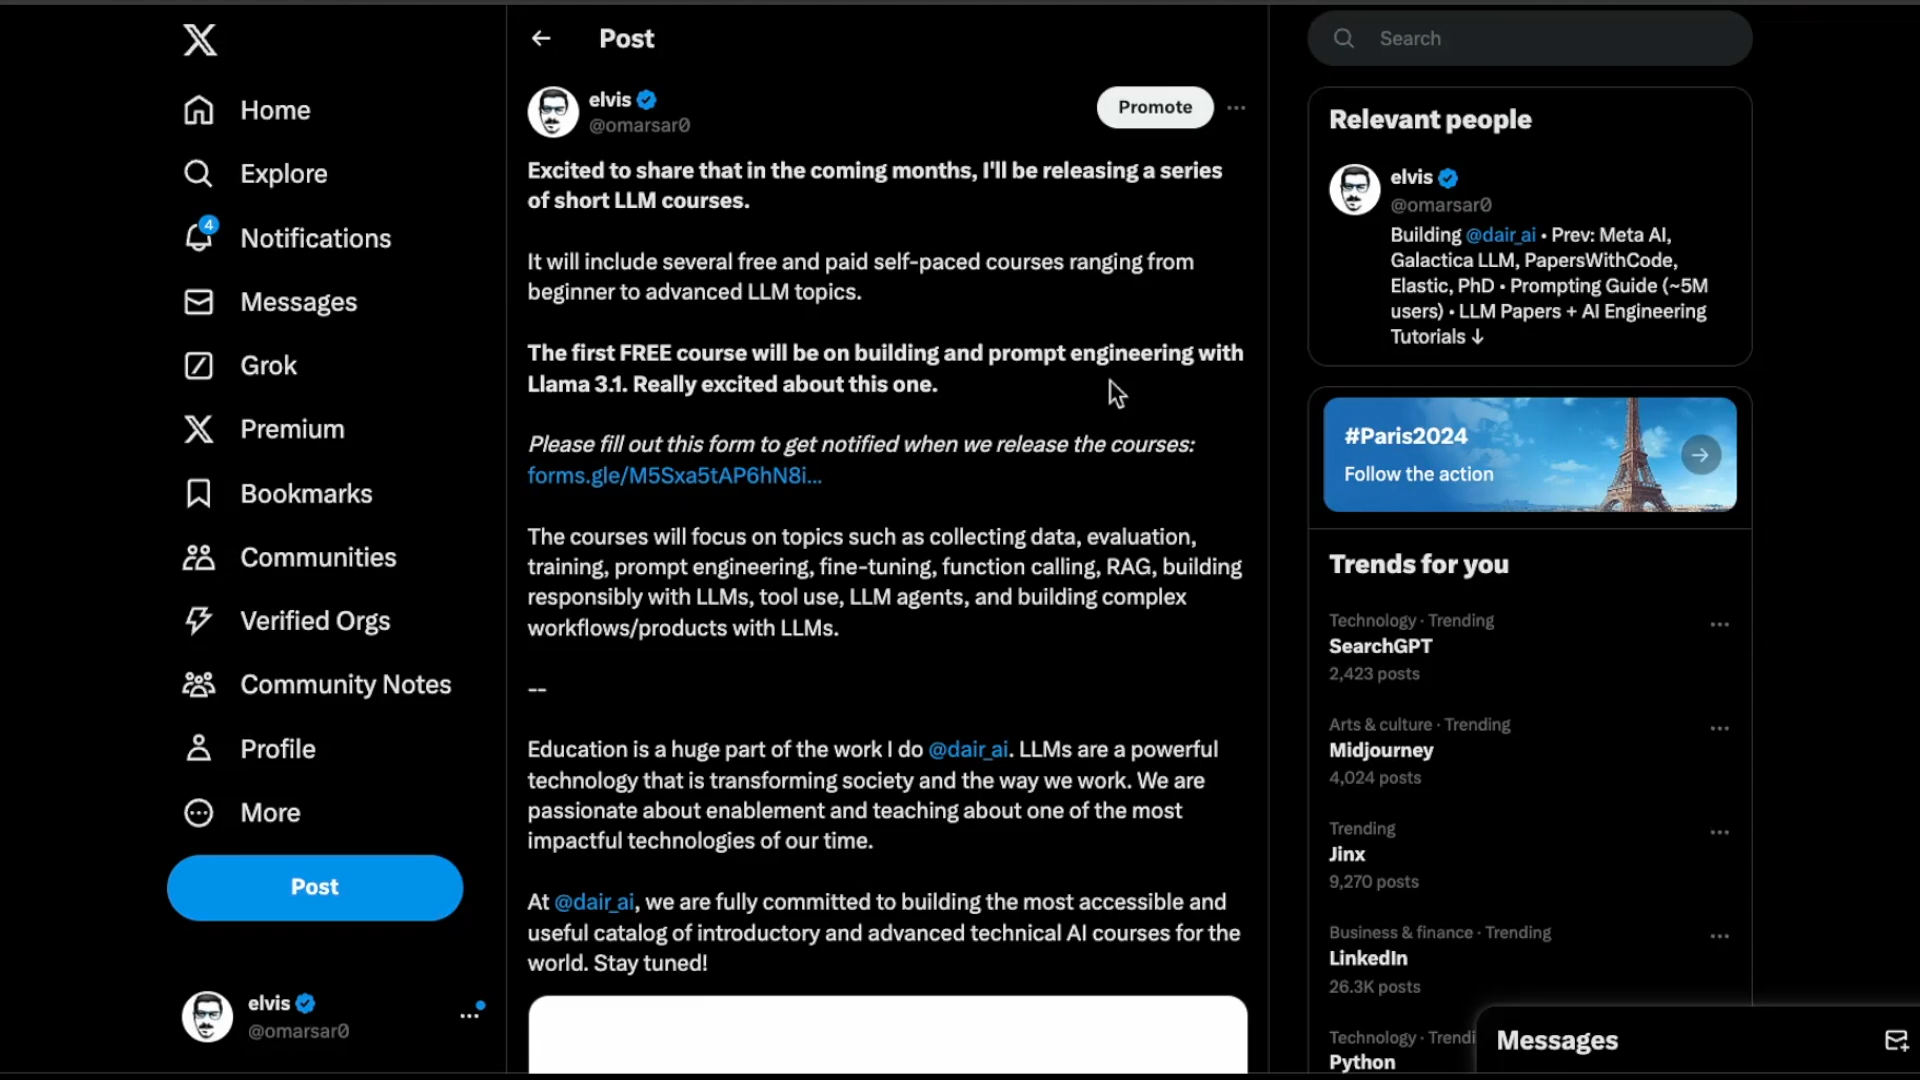 Home
Explore
4
Notifications
Messages
Grok
Premium
Bookmarks
Communities
Verified Orgs
Community Notes
Profile
More
Post
elvis
@omarsar0
Post
elvis
@omarsar0
Promote
Excited to share that in the coming months, I'll be releasing a series
of short LLM courses.
It will include several free and paid self-paced courses ranging from
beginner to advanced LLM topics.
The first FREE course will be on building and prompt engineering with
Llama 3.1. Really excited about this one.
Please fill out this form to get notified when we release the courses:
forms.gle/M5Sxa5tAP6hN8i...
The courses will focus on topics such as collecting data, evaluation,
training, prompt engineering, fine-tuning, function calling, RAG, building
responsibly with LLMs, tool use, LLM agents, and building complex
workflows/products with LLMs.
--
Education is a huge part of the work I do @dair_ai. LLMs are a powerful
technology that is transforming society and the way we work. We are
passionate about enablement and teaching about one of the most
impactful technologies of our time.
At @dair_ai, we are fully committed to building the most accessible and
useful catalog of introductory and advanced technical AI courses for the
world. Stay tuned!
Search
Relevant people
elvis
@omarsar0
Building @dair_ai • Prev: Meta AI,
Galactica LLM, PapersWithCode,
Elastic, PhD • Prompting Guide (~5M
users) • LLM Papers + AI Engineering
Tutorials ↓
#Paris2024
Follow the action
Trends for you
Technology · Trending
SearchGPT
2,423 posts
Arts & culture · Trending
Midjourney
4,024 posts
Trending
Jinx
9,270 posts
Business & finance · Trending
LinkedIn
26.3K posts
Technology · Trendi
Python
Messages